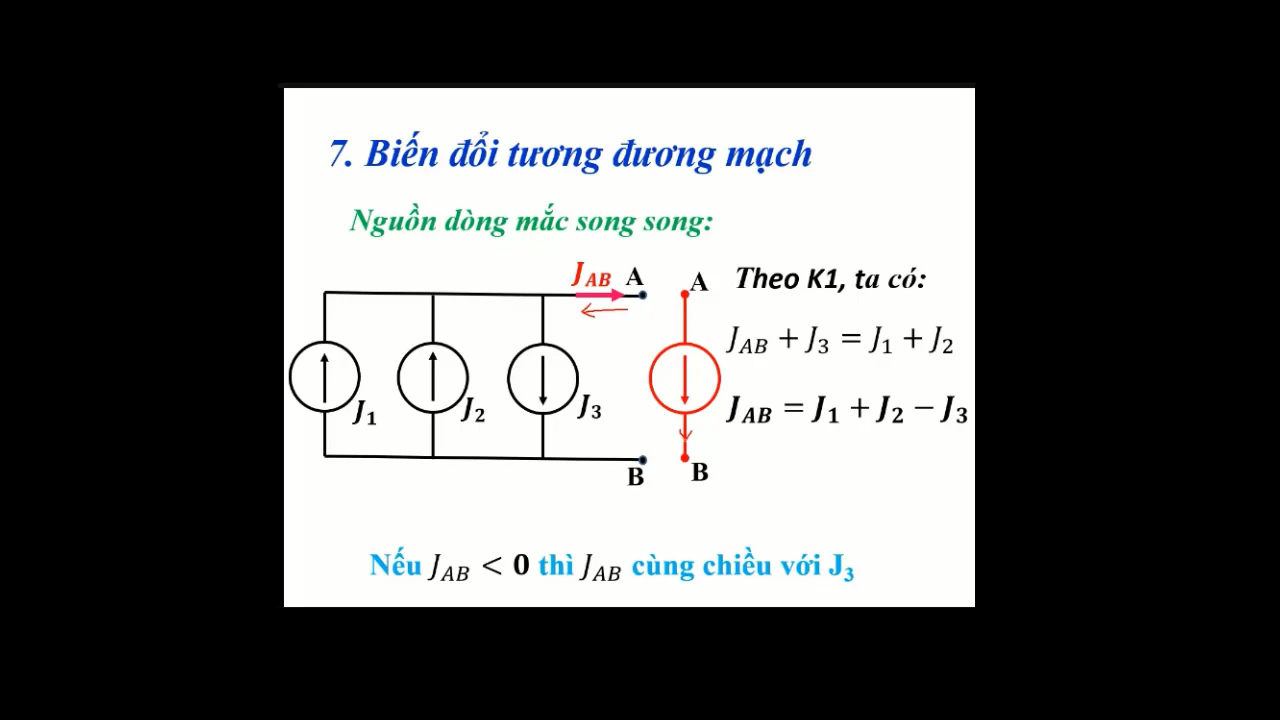 7. Biến đổi tương đương mạch
Nguồn dòng mắc song song:
J_AB A
A
Theo K1, ta có:
J_AB + J_3 = J_1 + J_2
J_1
J_2
J_3
J_AB = J_1 + J_2 − J_3
B
B
Nếu J_AB < 0 thì J_AB cùng chiều với J_3